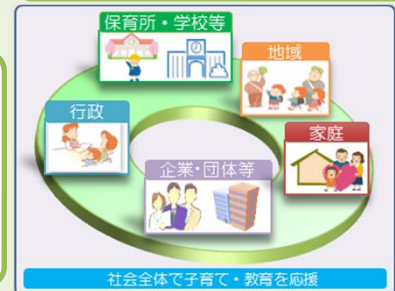 保育所・学校等
地域
行政
家庭
企業・団体等
社会全体で子育て・教育を応援